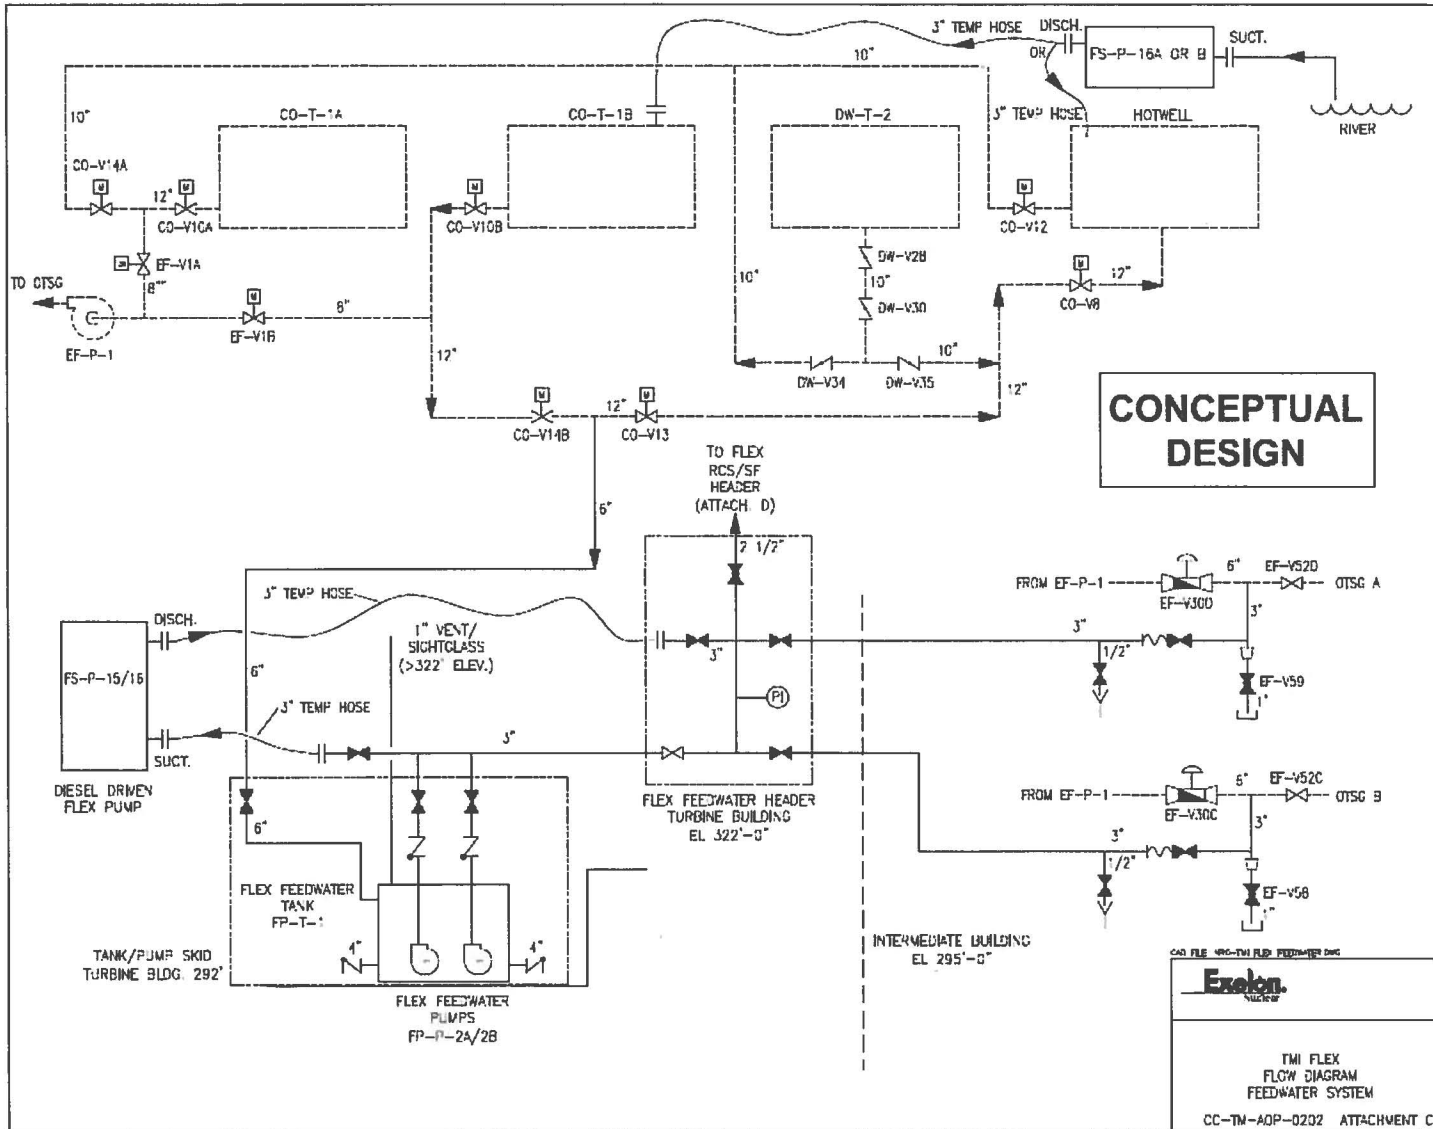 3" TEMP HOSE
DISCH.
FS-P-16A OR B
SUCT.
OR
10"
RIVER
10"
CO-T-1A
CO-T-1B
DW-T-2
3" TEMP HOSE
HOTWELL
CO-V14A
M
12"
M
CO-V10A
M
CO-V10B
M
CO-V12
EF-V1A
8"
DW-V28
10"
DW-V30
10"
M
CO-V8
12"
TO OTSG
EF-P-1
M
EF-V1B
8"
12"
DW-V34
DW-V35
10"
12"
M
CO-V14B
12"
M
CO-V13
CONCEPTUAL
DESIGN
TO FLEX
RCS/SF
HEADER
(ATTACH. D)
6"
2 1/2"
3" TEMP HOSE
DISCH.
1" VENT/
SIGHTGLASS
(>322' ELEV.)
FS-P-15/16
6"
3" TEMP HOSE
SUCT.
3"
3"
PI
DIESEL DRIVEN
FLEX PUMP
FLEX FEEDWATER HEADER
TURBINE BUILDING
EL 322'-0"
FROM EF-P-1
6"
EF-V52D
OTSG A
EF-V30D
3"
3"
1/2"
EF-V59
1"
FROM EF-P-1
6"
EF-V52C
OTSG B
EF-V30C
3"
3"
1/2"
EF-V58
1"
6"
FLEX FEEDWATER
TANK
FP-T-1
4"
4"
TANK/PUMP SKID
TURBINE BLDG. 292'
FLEX FEEDWATER
PUMPS
FP-P-2A/2B
INTERMEDIATE BUILDING
EL 295'-0"
Exelon.
Nuclear
TMI FLEX
FLOW DIAGRAM
FEEDWATER SYSTEM
CC-TM-AOP-0202 ATTACHMENT C